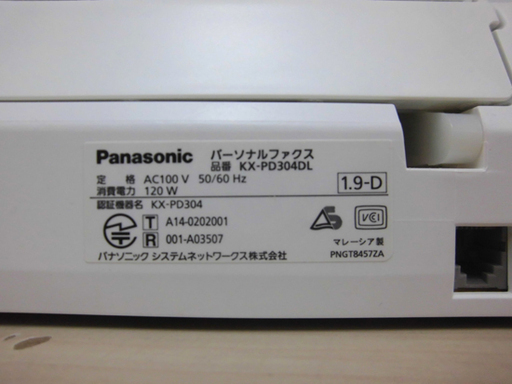 Panasonic パーソナルファクス
品番 KX-PD304DL
定 格 AC100 V 50/60 Hz
消費電力 120 W
1.9-D
認証機器名 KX-PD304
T A14-0202001
R 001-A03507
VCCI
マレーシア製
パナソニック システムネットワークス株式会社
PNGT8457ZA